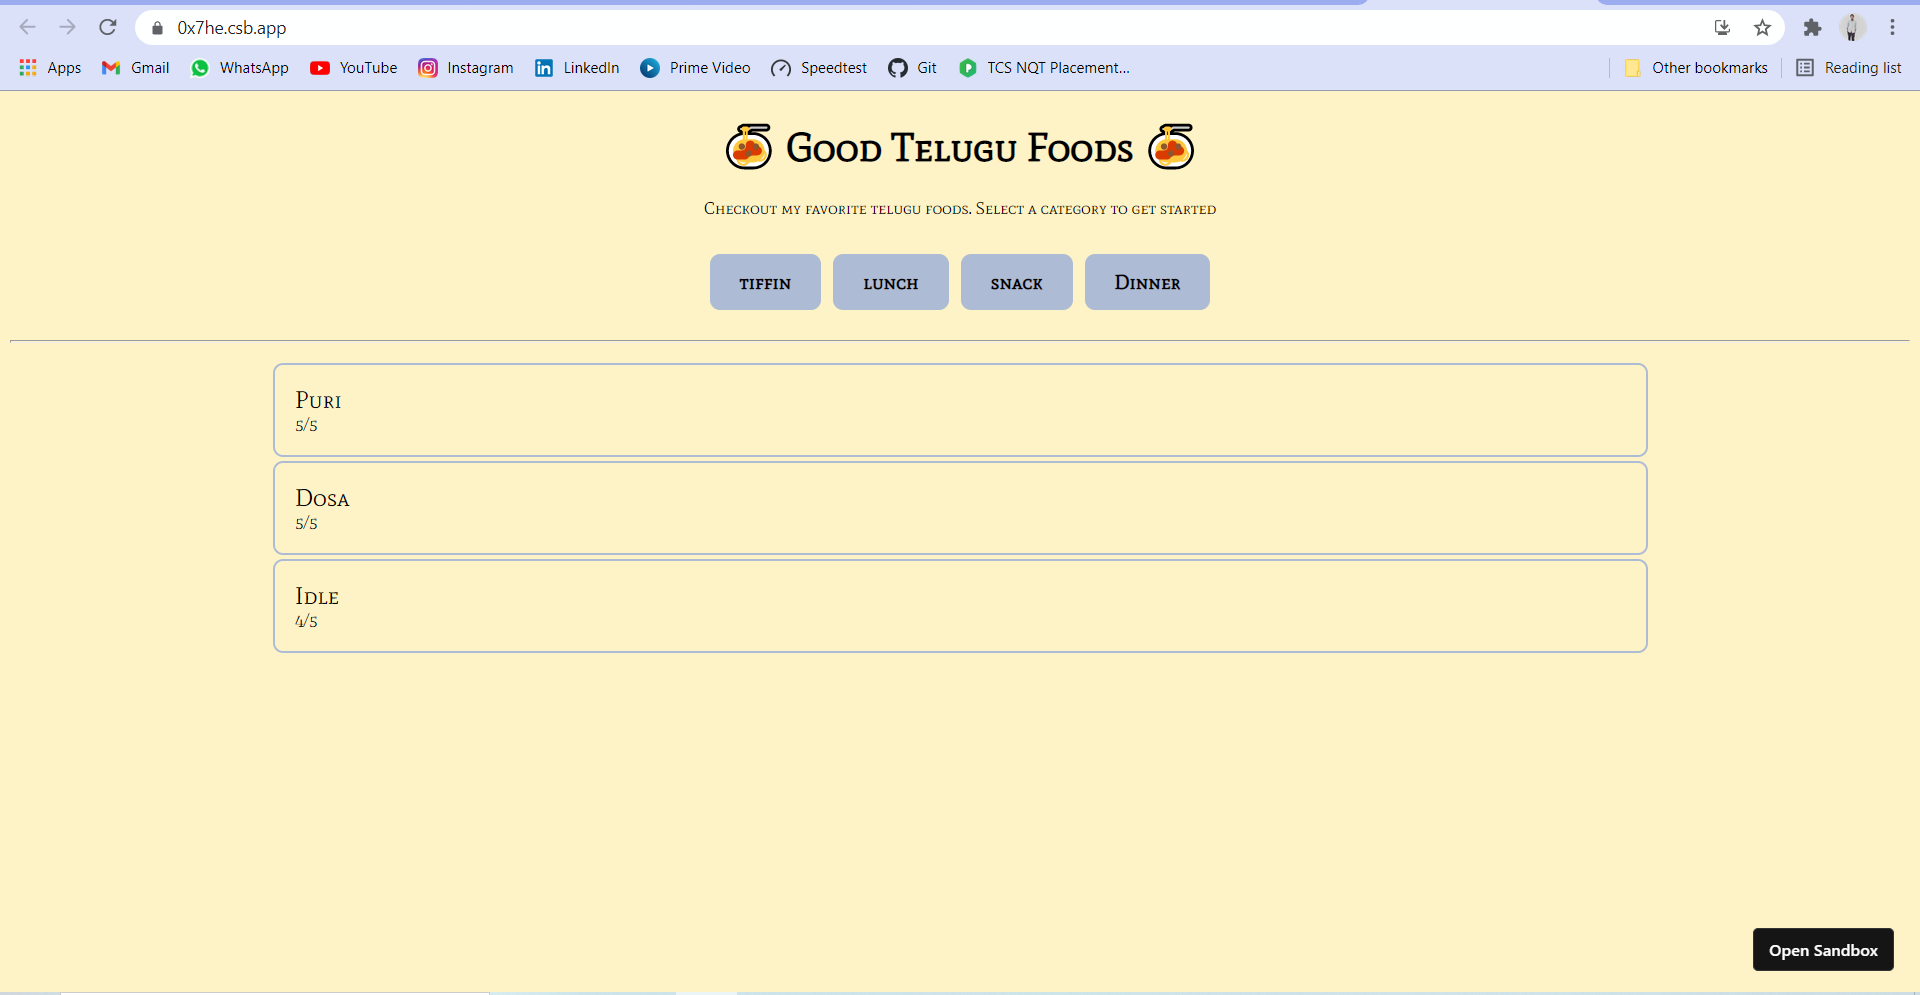 0x7he.csb.app
Apps Gmail WhatsApp YouTube Instagram LinkedIn Prime Video Speedtest Git TCS NQT Placement... Other bookmarks Reading list
Good Telugu Foods
Checkout my favorite telugu foods. Select a category to get started
tiffin lunch snack Dinner
Puri
5/5
Dosa
5/5
Idle
4/5
Open Sandbox